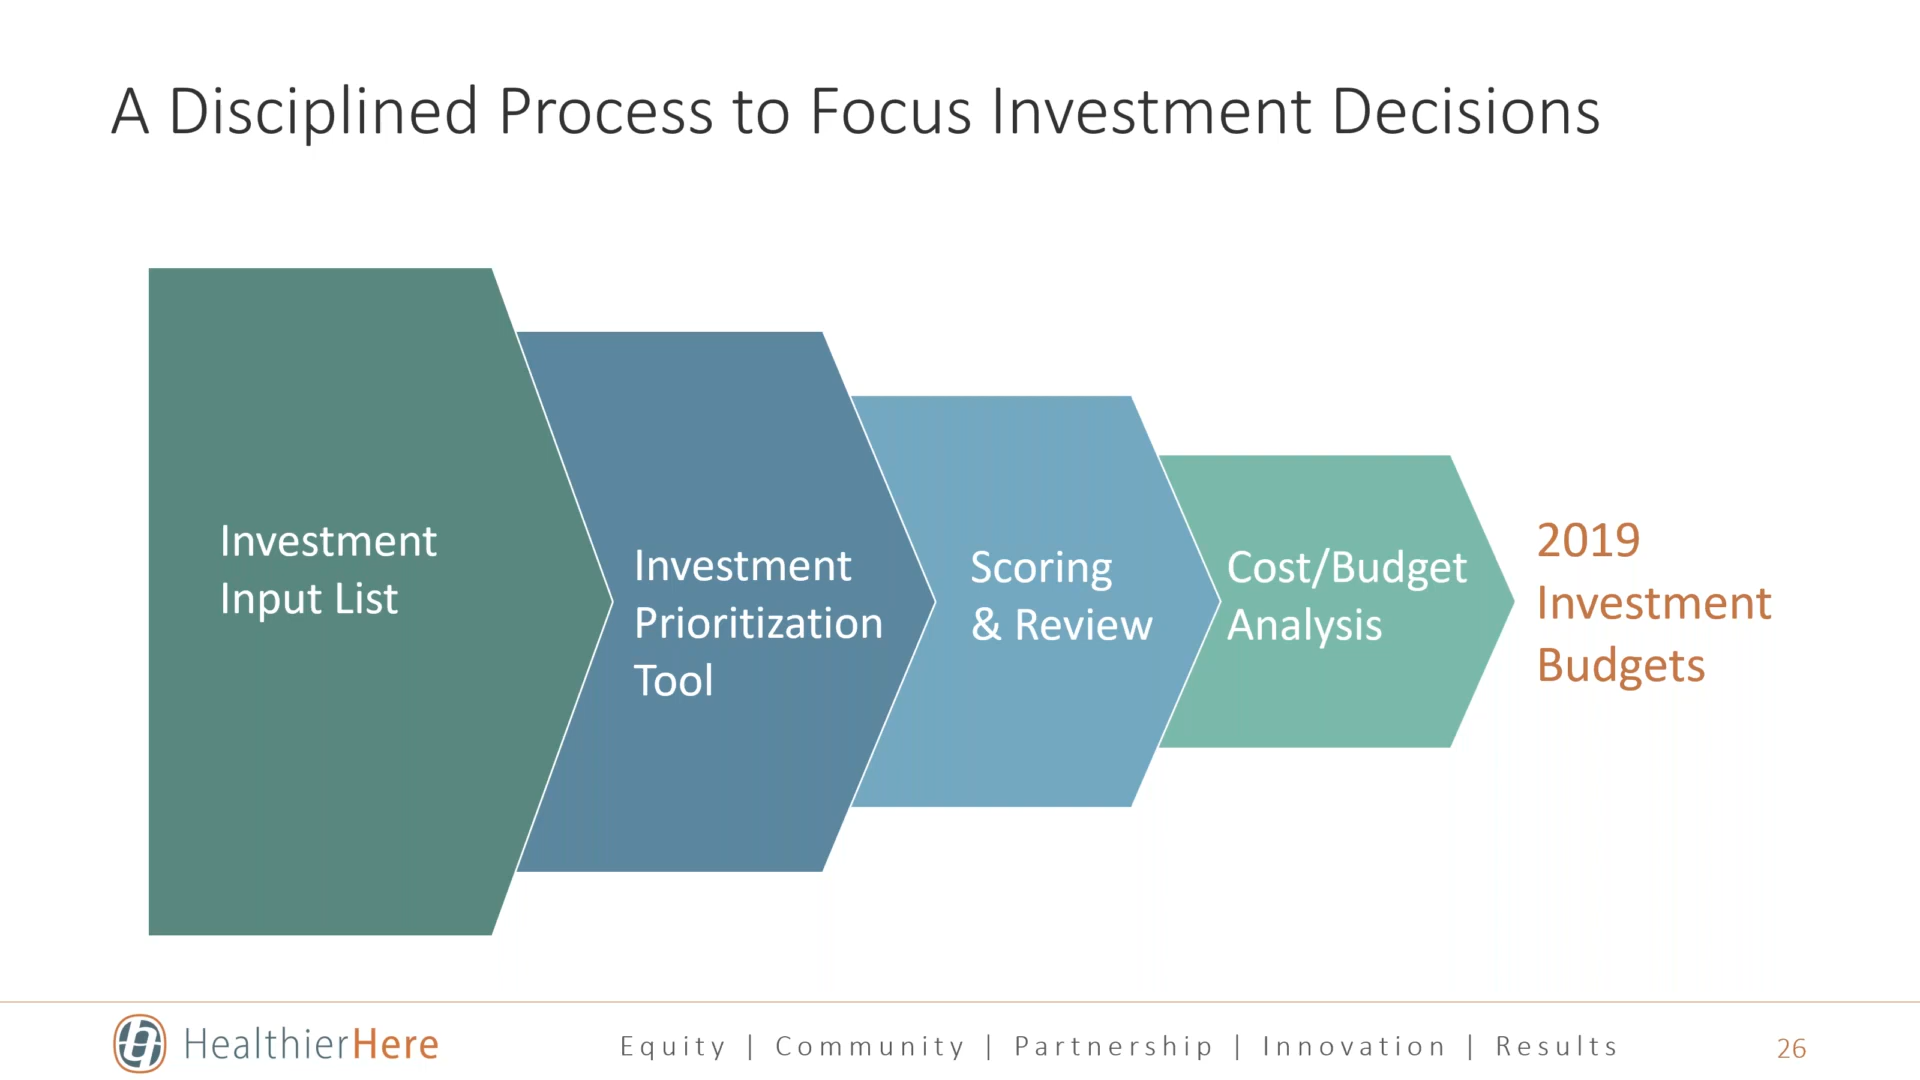 A Disciplined Process to Focus Investment Decisions
Investment
Input List
Investment
Prioritization
Tool
Scoring
& Review
Cost/Budget
Analysis
2019
Investment
Budgets
HealthierHere
Equity | Community | Partnership | Innovation | Results
26